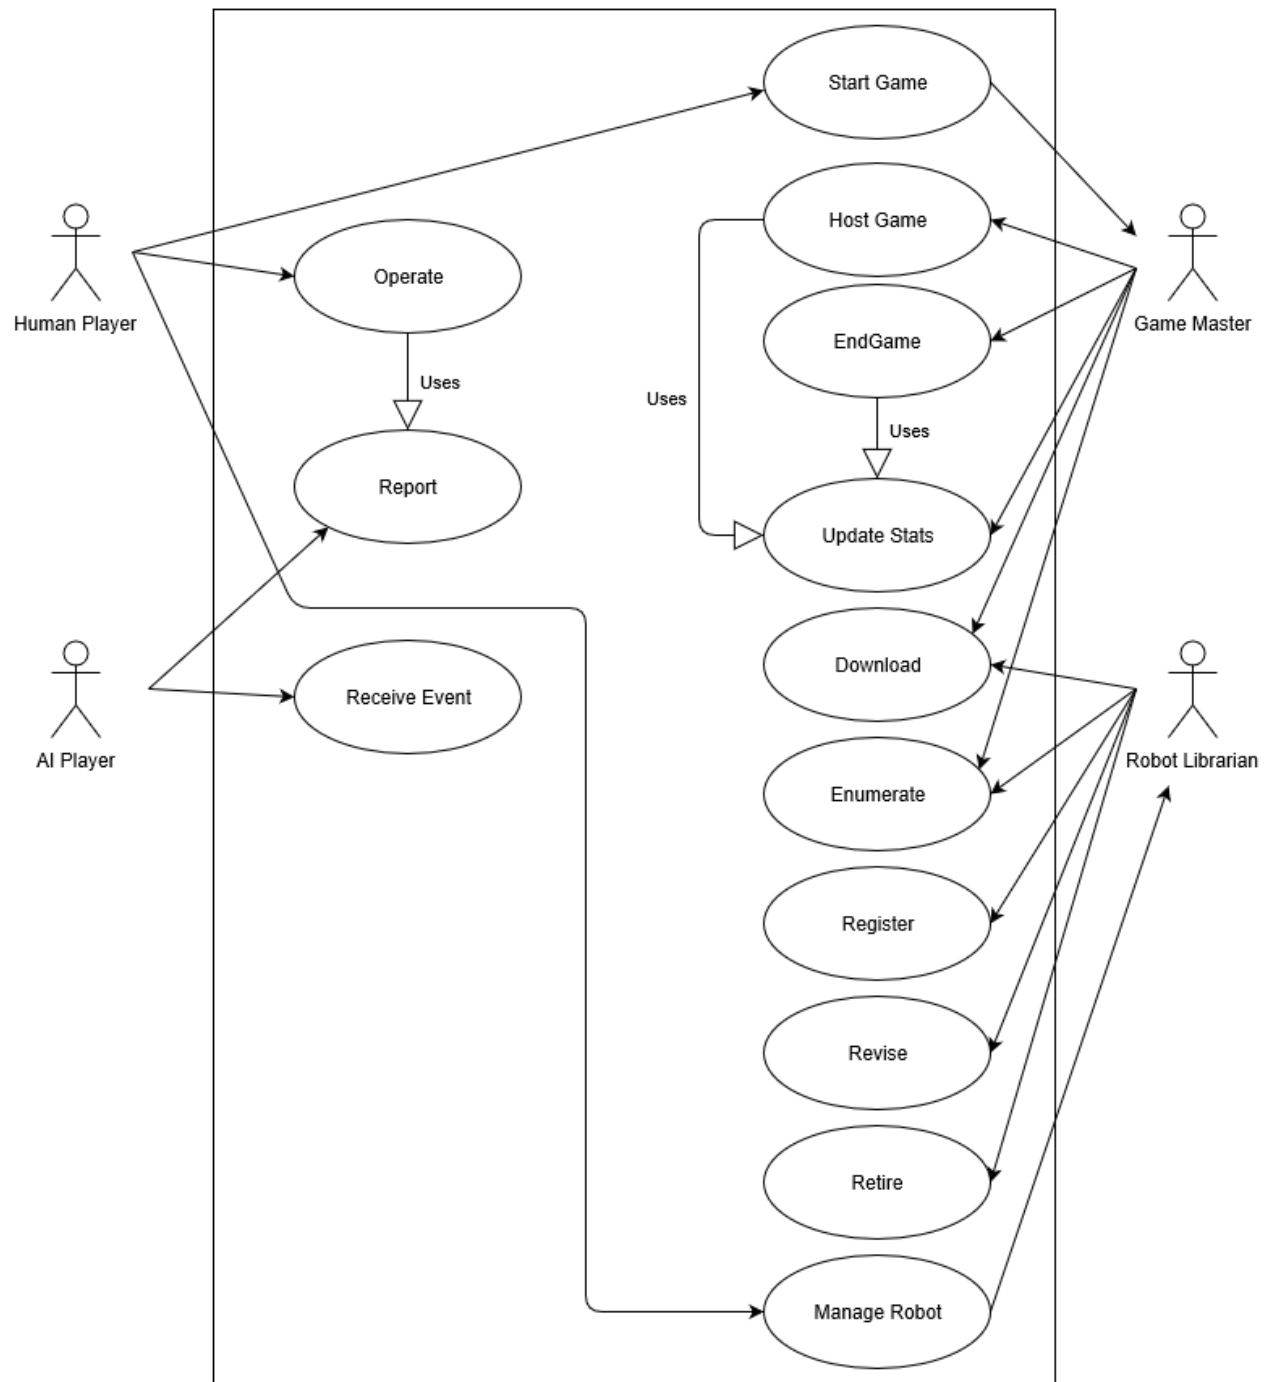 Start Game
Host Game
Human Player
Operate
Game Master
EndGame
Uses
Uses
Uses
Report
Update Stats
Download
Receive Event
AI Player
Robot Librarian
Enumerate
Register
Revise
Retire
Manage Robot